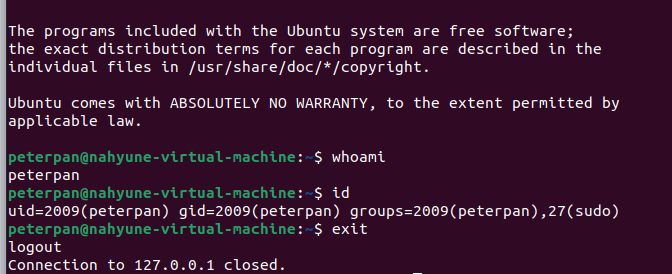 The programs included with the Ubuntu system are free software;
the exact distribution terms for each program are described in the
individual files in /usr/share/doc/*/copyright.
Ubuntu comes with ABSOLUTELY NO WARRANTY, to the extent permitted by
applicable law.
peterpan@nahyune-virtual-machine:~$ whoami
peterpan
peterpan@nahyune-virtual-machine:~$ id
uid=2009(peterpan) gid=2009(peterpan) groups=2009(peterpan),27(sudo)
peterpan@nahyune-virtual-machine:~$ exit
logout
Connection to 127.0.0.1 closed.